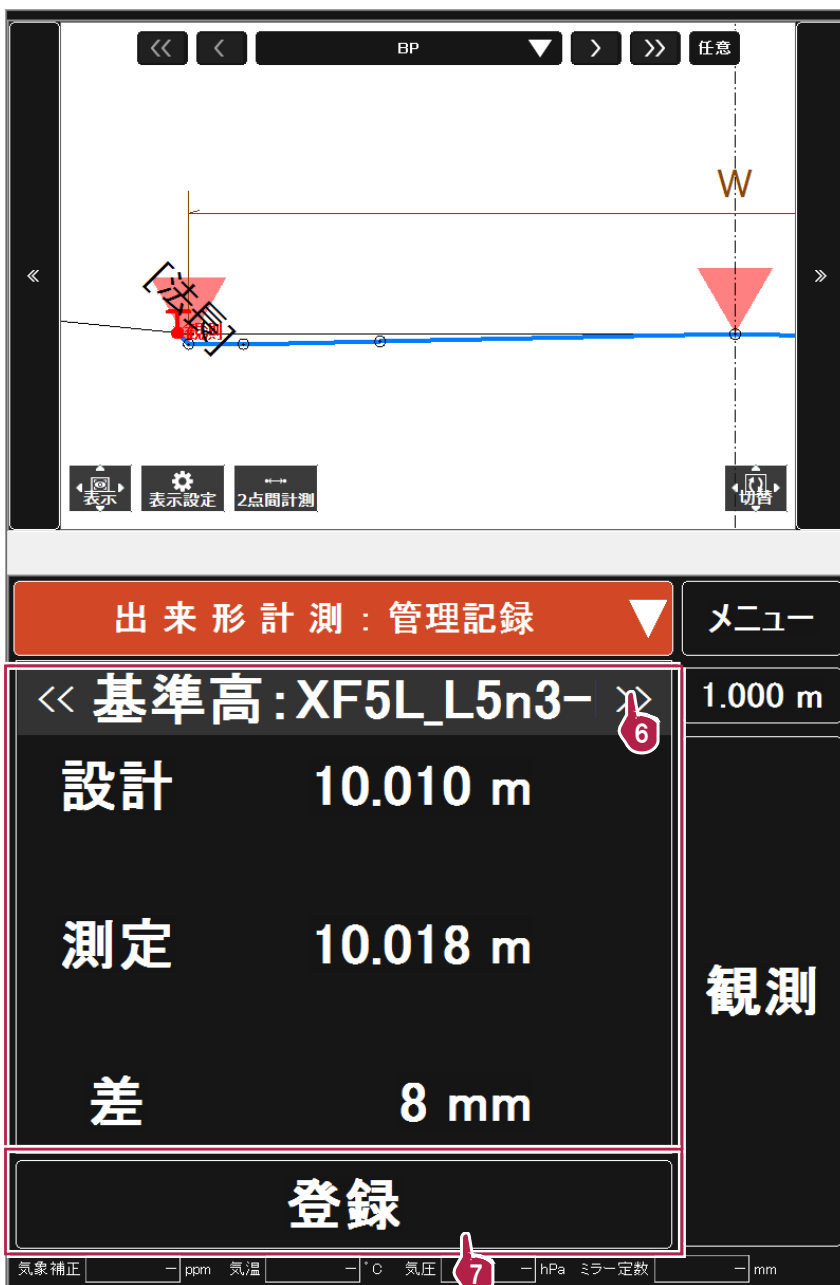 << < BP ▼ > >> 任意
W
<< >>
[法長]
観測
表示 表示設定 2点間計測 切替
出来形計測:管理記録 ▼ メニュー
<< 基準高:XF5L_L5n3- >> 1.000 m
6
設計 10.010 m
測定 10.018 m
観測
差 8 mm
登録
7
気象補正 - ppm 気温 - °C 気圧 - hPa ミラー定数 - mm